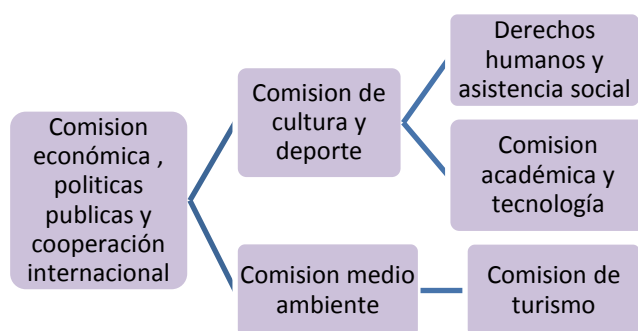 Comision
económica ,
politicas
publicas y
cooperación
internacional
Comision de
cultura y
deporte
Derechos
humanos y
asistencia social
Comision
académica y
tecnología
Comision medio
ambiente
Comision de
turismo